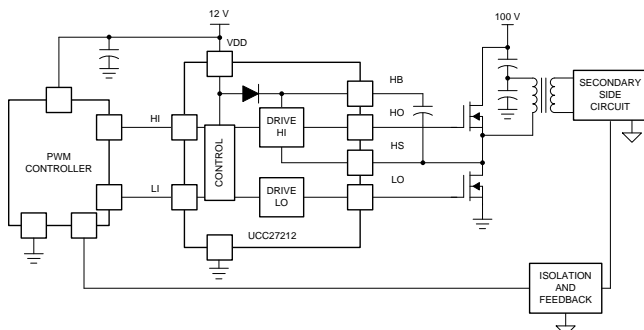 12 V
100 V
VDD
HB
SECONDARY
SIDE
CIRCUIT
HI
HO
DRIVE
HI
PWM
CONTROLLER
CONTROL
HS
LI
LO
DRIVE
LO
UCC27212
ISOLATION
AND
FEEDBACK